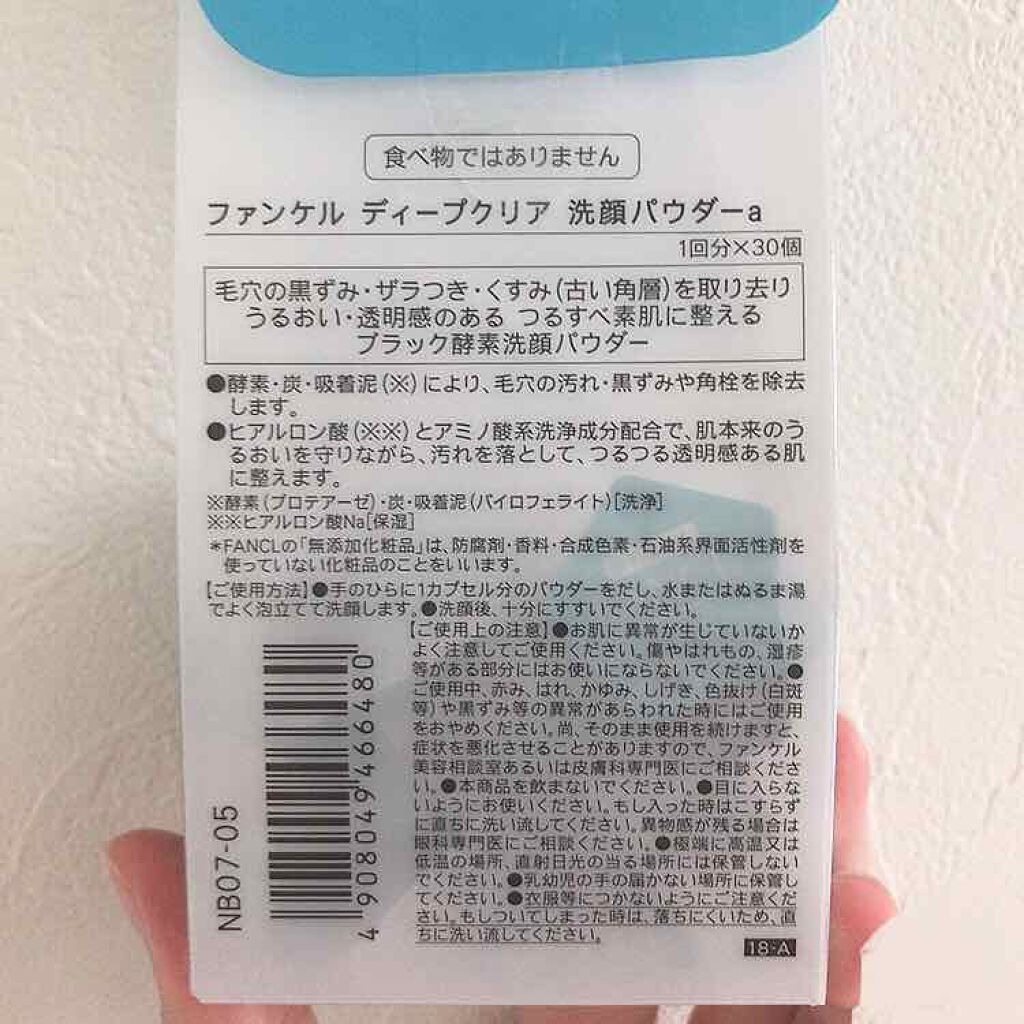 食べ物ではありません
ファンケル ディープクリア 洗顔パウダーa
1回分×30個
毛穴の黒ずみ・ザラつき・くすみ(古い角層)を取り去り
うるおい・透明感のある つるすべ素肌に整える
ブラック酵素洗顔パウダー
●酵素・炭・吸着泥(※)により、毛穴の汚れ・黒ずみや角栓を除去
します。
●ヒアルロン酸(※※)とアミノ酸系洗浄成分配合で、肌本来のう
るおいを守りながら、汚れを落として、つるつる透明感ある肌
に整えます。
※酵素(プロテアーゼ)・炭・吸着泥(パイロフェライト)[洗浄]
※※ヒアルロン酸Na[保湿]
*FANCLの「無添加化粧品」は、防腐剤・香料・合成色素・石油系界面活性剤を
使っていない化粧品のことをいいます。
【ご使用方法】●手のひらに1カプセル分のパウダーをだし、水またはぬるま湯
でよく泡立てて洗顔します。●洗顔後、十分にすすいでください。
【ご使用上の注意】●お肌に異常が生じていないか
よく注意してご使用ください。傷やはれもの、湿疹
等がある部分にはお使いにならないでください。●
ご使用中、赤み、はれ、かゆみ、しげき、色抜け(白斑
等)や黒ずみ等の異常があらわれた時にはご使用
をおやめください。尚、そのまま使用を続けますと、
症状を悪化させることがありますので、ファンケル
美容相談室あるいは皮膚科専門医にご相談くださ
い。●本商品を飲まないでください。●目に入らな
いようにお使いください。もし入った時はこすらず
に直ちに洗い流してください。異物感が残る場合は
眼科専門医にご相談ください。●極端に高温又は
低温の場所、直射日光の当る場所には保管しない
でください。●乳幼児の手の届かない場所に保管し
てください。●衣服等につかないようにご注意くだ
さい。もしついてしまった時は、落ちにくいため、直
ちに洗い流してください。
18-A
NB07-05
4908049466480